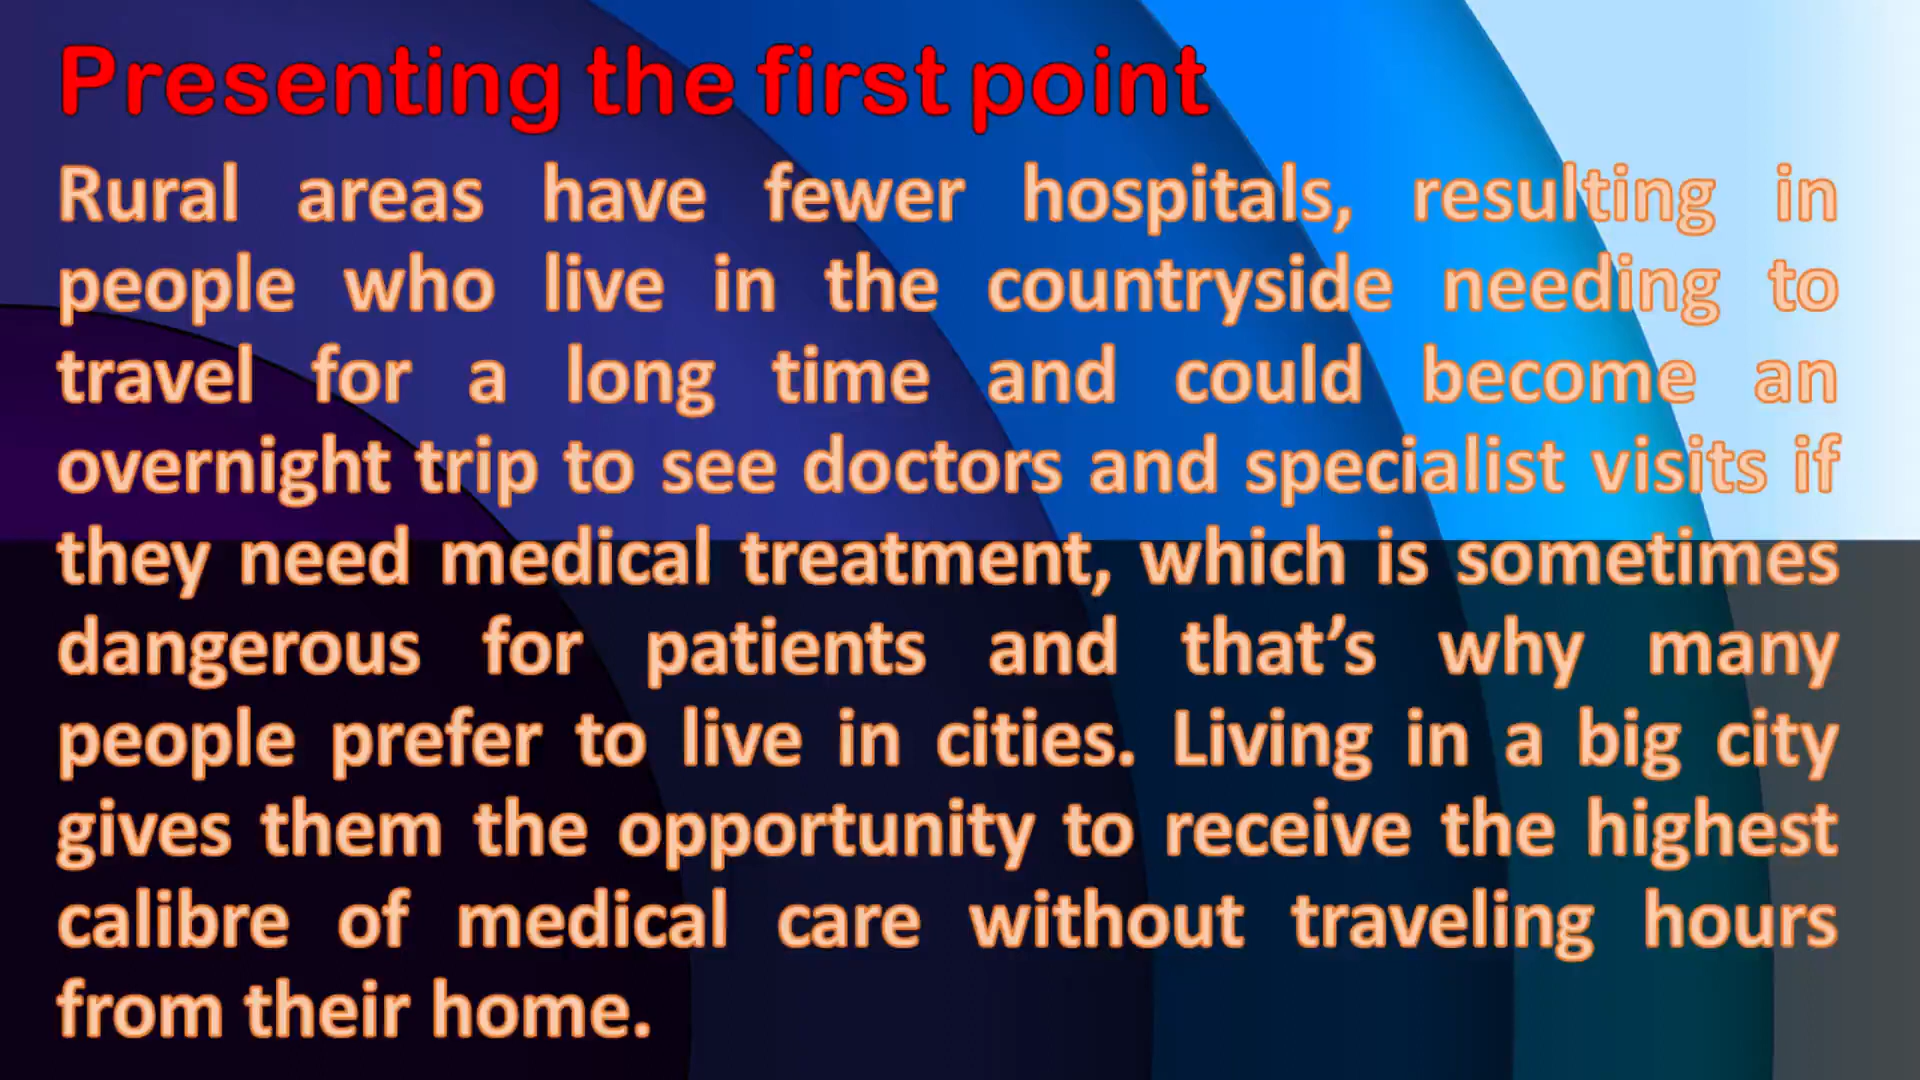 Presenting the first point
Rural areas have fewer hospitals, resulting in
people who live in the countryside needing to
travel for a long time and could become an
overnight trip to see doctors and specialist visits if
they need medical treatment, which is sometimes
dangerous for patients and that’s why many
people prefer to live in cities. Living in a big city
gives them the opportunity to receive the highest
calibre of medical care without traveling hours
from their home.